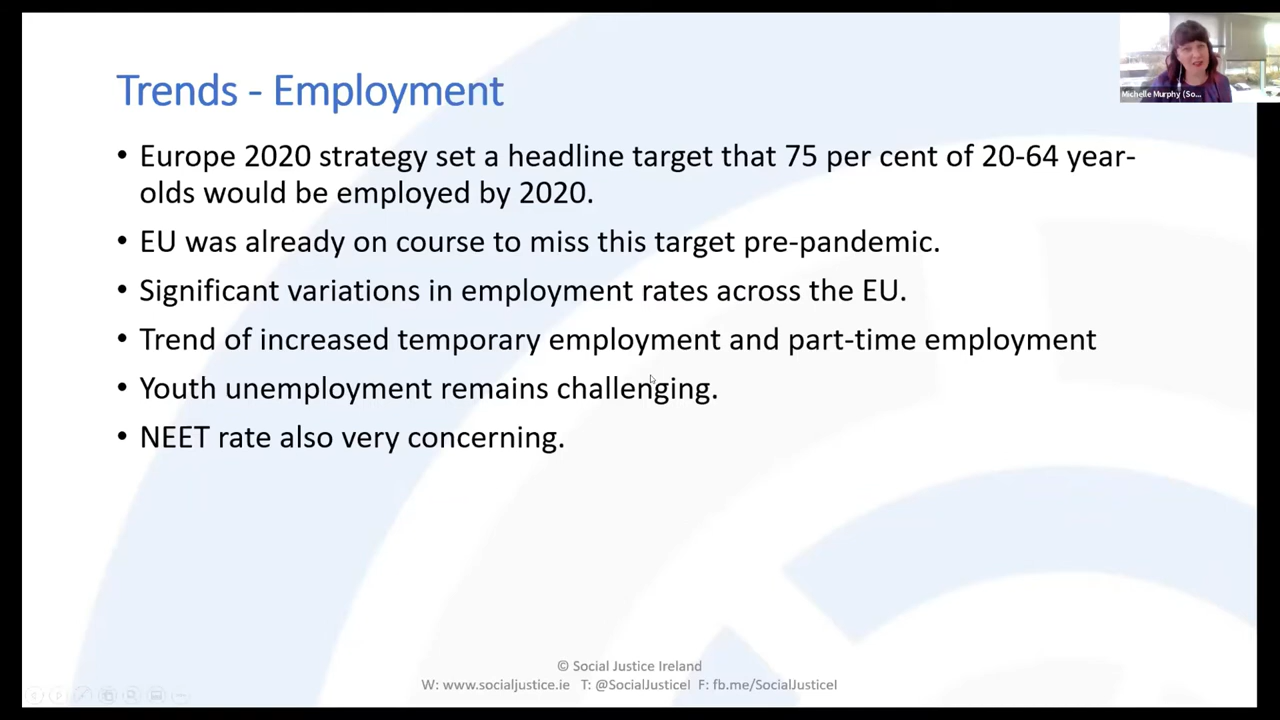 Trends - Employment
• Europe 2020 strategy set a headline target that 75 per cent of 20-64 year-
olds would be employed by 2020.
• EU was already on course to miss this target pre-pandemic.
• Significant variations in employment rates across the EU.
• Trend of increased temporary employment and part-time employment
• Youth unemployment remains challenging.
• NEET rate also very concerning.
Michelle Murphy (So...
© Social Justice Ireland
W: www.socialjustice.ie T: @SocialJusticeI F: fb.me/SocialJusticeI